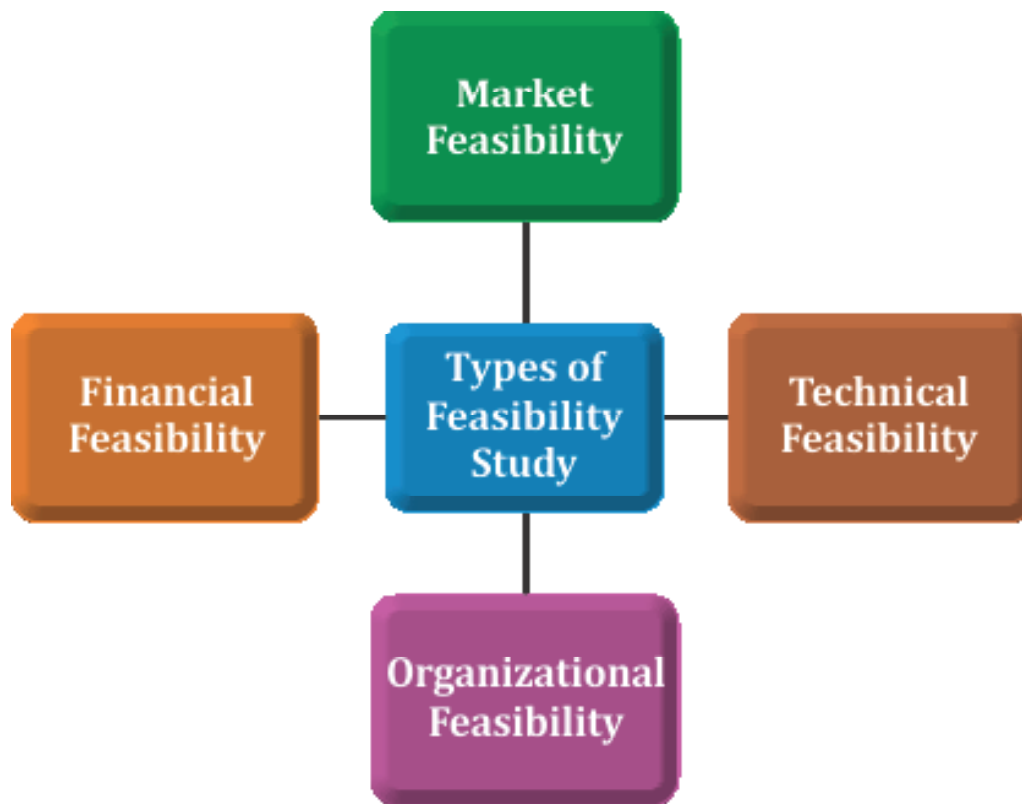 Market
Feasibility
Financial
Feasibility
Types of
Feasibility
Study
Technical
Feasibility
Organizational
Feasibility